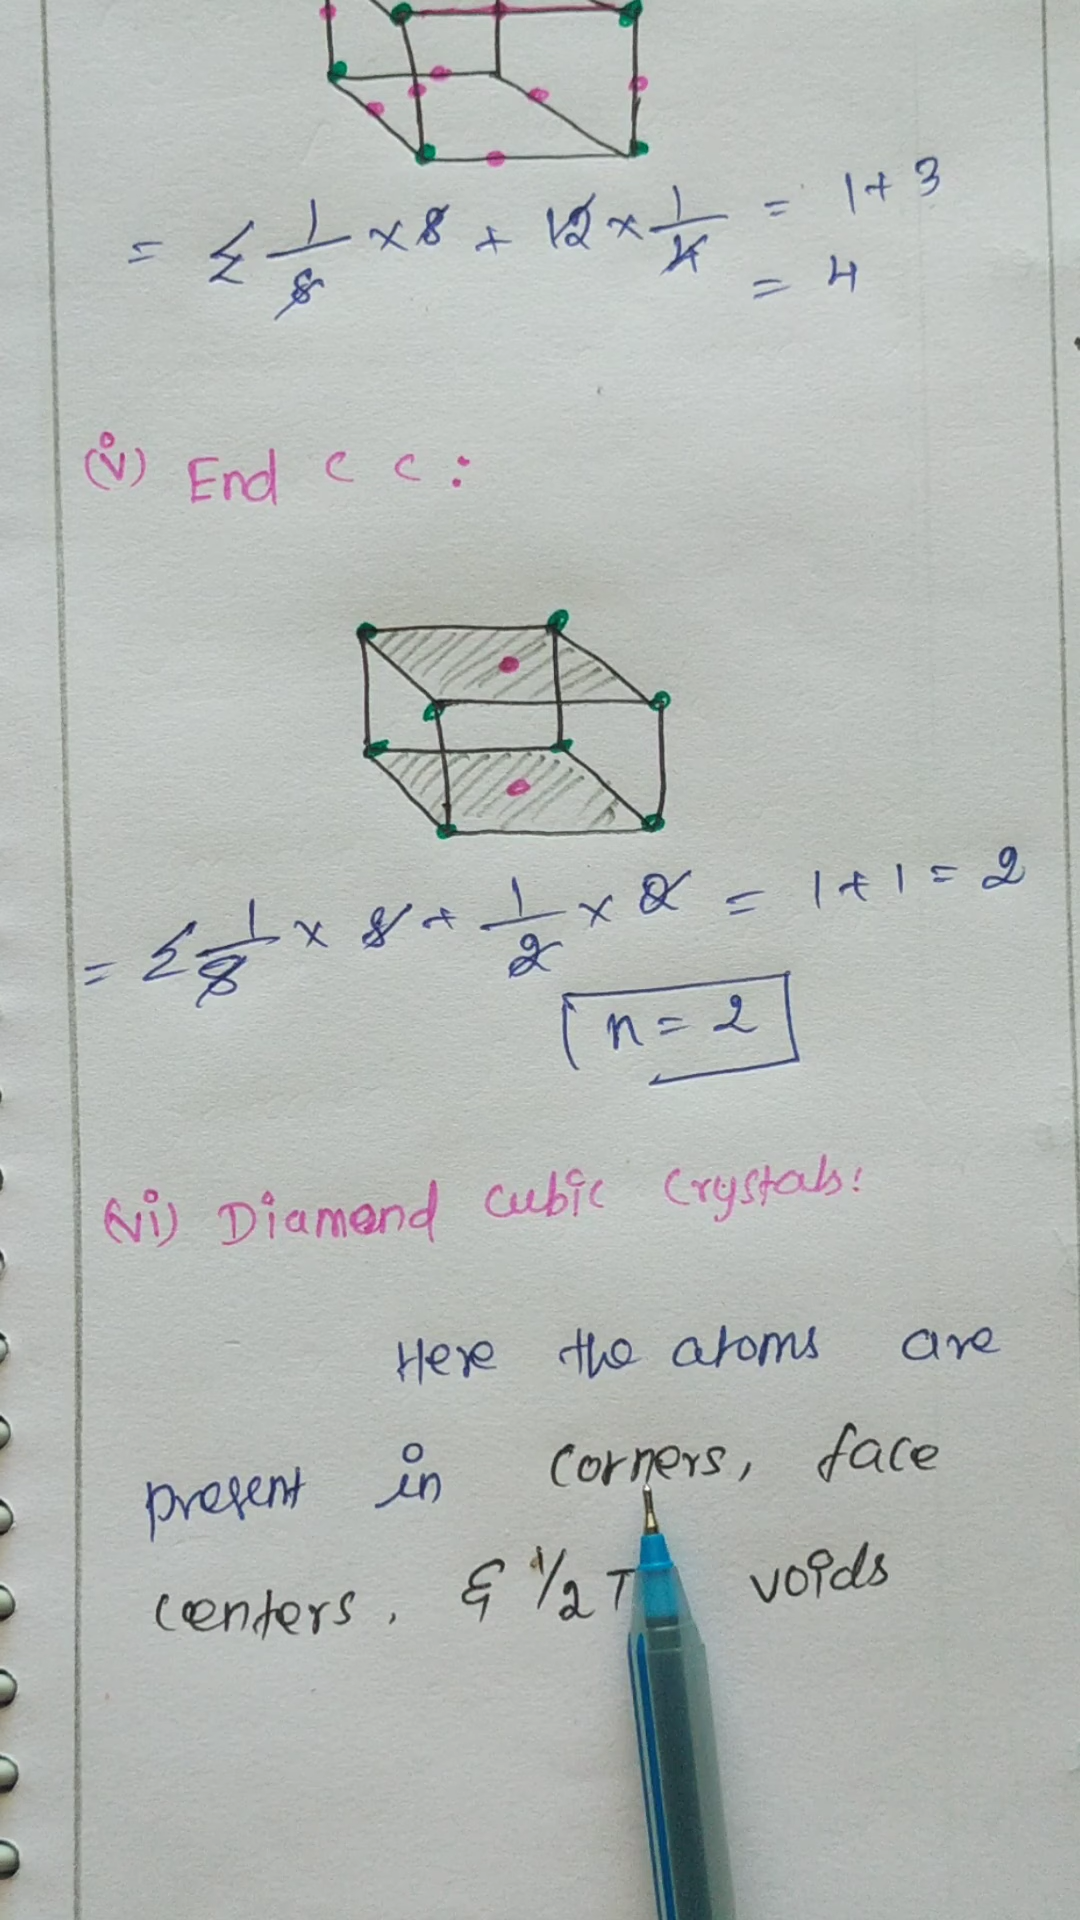 = Σ 1/8 × 8 + 12 × 1/4 = 1 + 3
= 4
(v) End C C :
= Σ 1/8 × 8 + 1/2 × 2 = 1 + 1 = 2
n = 2
(vi) Diamond Cubic Crystals:
Here the atoms are
present in corners, face
centers, & 1/2 T voids